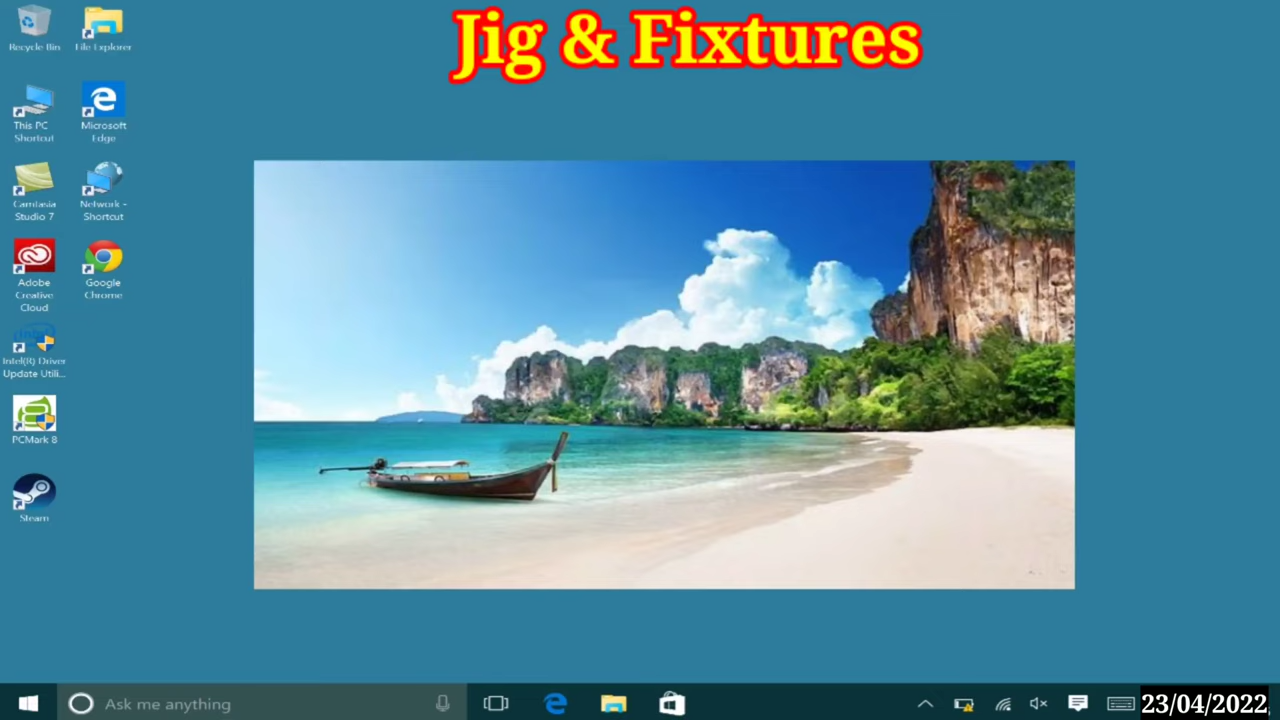 Jig & Fixtures
Recycle Bin
File Explorer
This PC
Shortcut
Microsoft
Edge
Camtasia
Studio 7
Network -
Shortcut
Adobe
Creative
Cloud
Google
Chrome
Intel(R) Driver
Update Utili...
PCMark 8
Steam
Ask me anything
23/04/2022